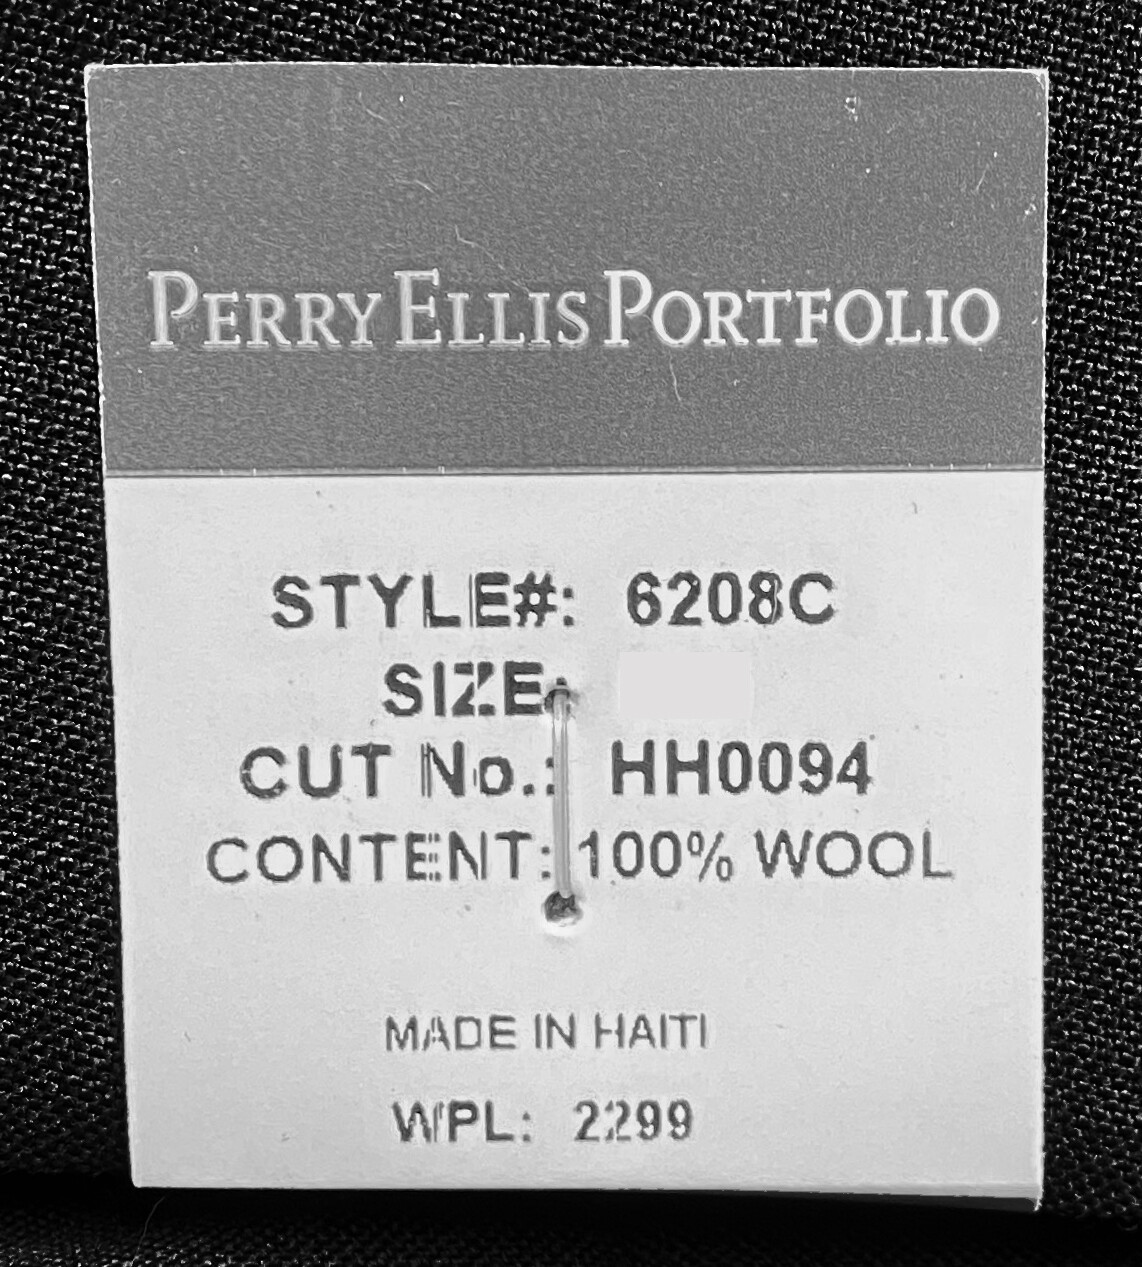 PERRY ELLIS PORTFOLIO
STYLE#: 6208C
SIZE:
CUT No.: HH0094
CONTENT: 100% WOOL
MADE IN HAITI
WPL: 2299